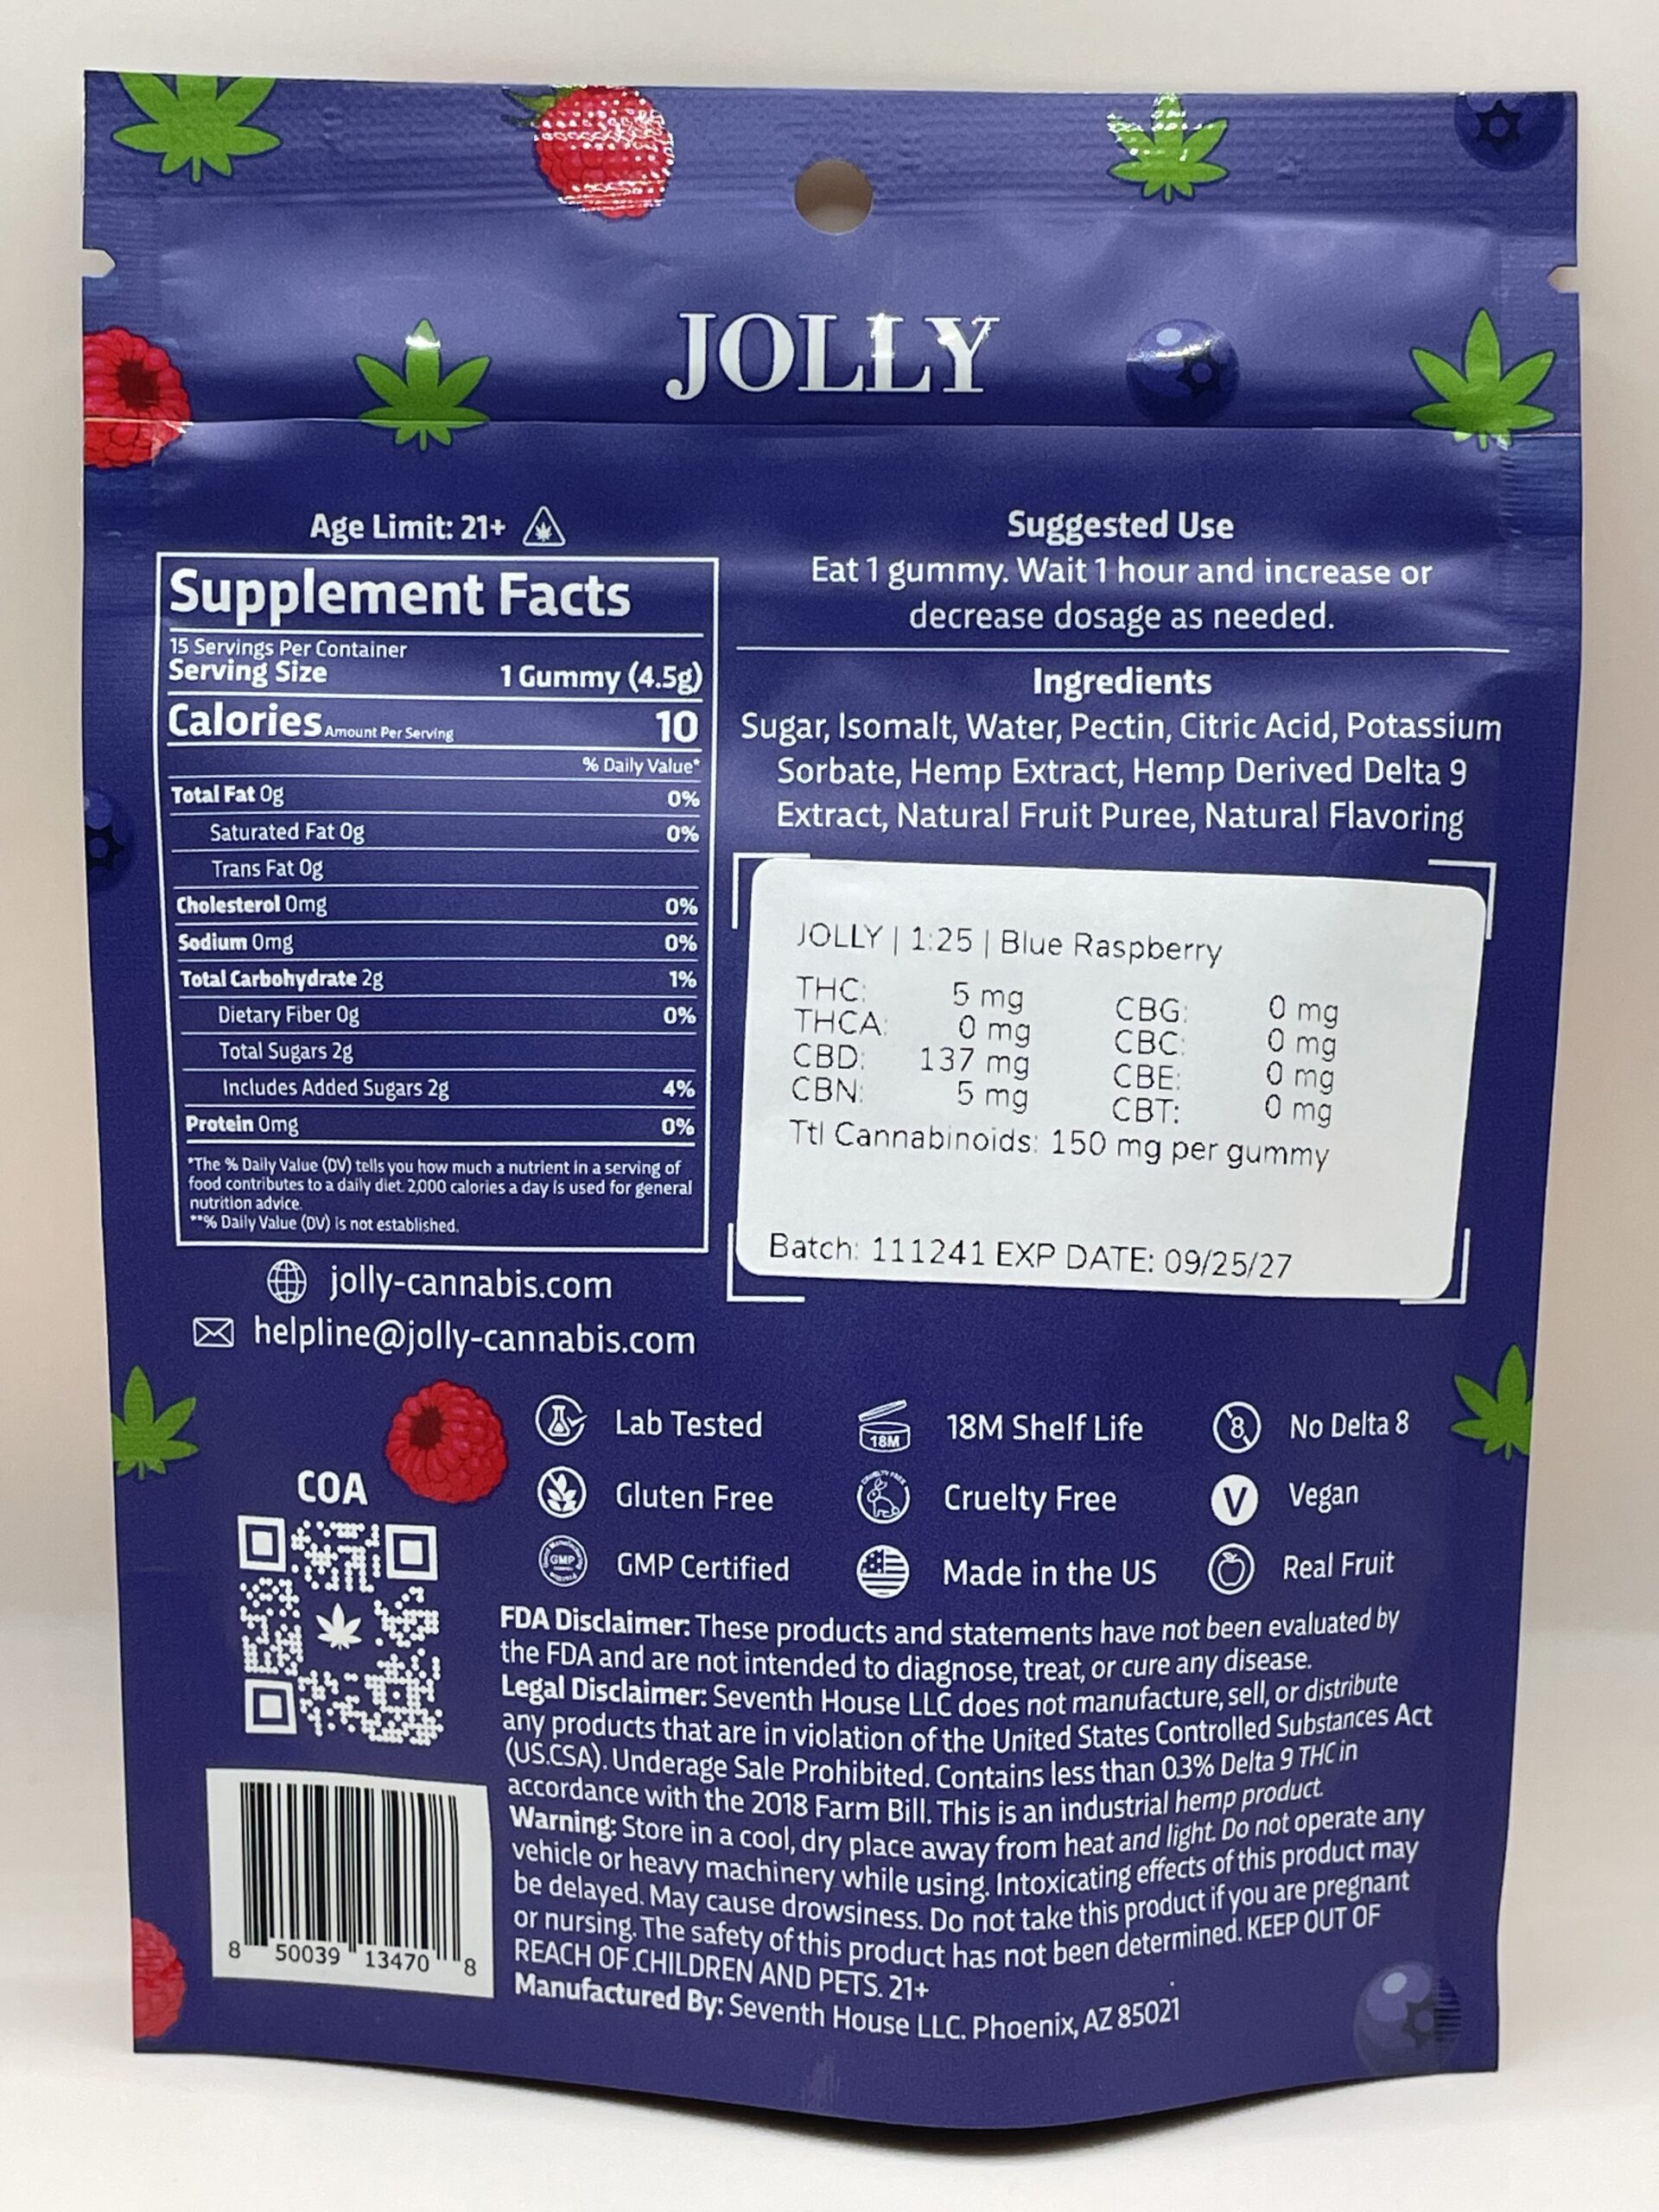 JOLLY
Age Limit: 21+
Supplement Facts
15 Servings Per Container
Serving Size 1 Gummy (4.5g)
Calories Amount Per Serving 10
% Daily Value*
Total Fat 0g 0%
Saturated Fat 0g 0%
Trans Fat 0g
Cholesterol 0mg 0%
Sodium 0mg 0%
Total Carbohydrate 2g 1%
Dietary Fiber 0g 0%
Total Sugars 2g
Includes Added Sugars 2g 4%
Protein 0mg 0%
*The % Daily Value (DV) tells you how much a nutrient in a serving of
food contributes to a daily diet. 2,000 calories a day is used for general
nutrition advice.
**% Daily Value (DV) is not established.
jolly-cannabis.com
helpline@jolly-cannabis.com
Suggested Use
Eat 1 gummy. Wait 1 hour and increase or
decrease dosage as needed.
Ingredients
Sugar, Isomalt, Water, Pectin, Citric Acid, Potassium
Sorbate, Hemp Extract, Hemp Derived Delta 9
Extract, Natural Fruit Puree, Natural Flavoring
JOLLY | 1:25 | Blue Raspberry
THC: 5 mg CBG: 0 mg
THCA: 0 mg CBC: 0 mg
CBD: 137 mg CBE: 0 mg
CBN: 5 mg CBT: 0 mg
Ttl Cannabinoids: 150 mg per gummy
Batch: 111241 EXP DATE: 09/25/27
Lab Tested 18M 18M Shelf Life 8 No Delta 8
Gluten Free CRUELTY FREE Cruelty Free V Vegan
GMP GMP Certified Made in the US Real Fruit
COA
FDA Disclaimer: These products and statements have not been evaluated by
the FDA and are not intended to diagnose, treat, or cure any disease.
Legal Disclaimer: Seventh House LLC does not manufacture, sell, or distribute
any products that are in violation of the United States Controlled Substances Act
(US.CSA). Underage Sale Prohibited. Contains less than 0.3% Delta 9 THC in
accordance with the 2018 Farm Bill. This is an industrial hemp product.
Warning: Store in a cool, dry place away from heat and light. Do not operate any
vehicle or heavy machinery while using. Intoxicating effects of this product may
be delayed. May cause drowsiness. Do not take this product if you are pregnant
or nursing. The safety of this product has not been determined. KEEP OUT OF
REACH OF.CHILDREN AND PETS. 21+
Manufactured By: Seventh House LLC. Phoenix, AZ 85021
8 50039 13470 8